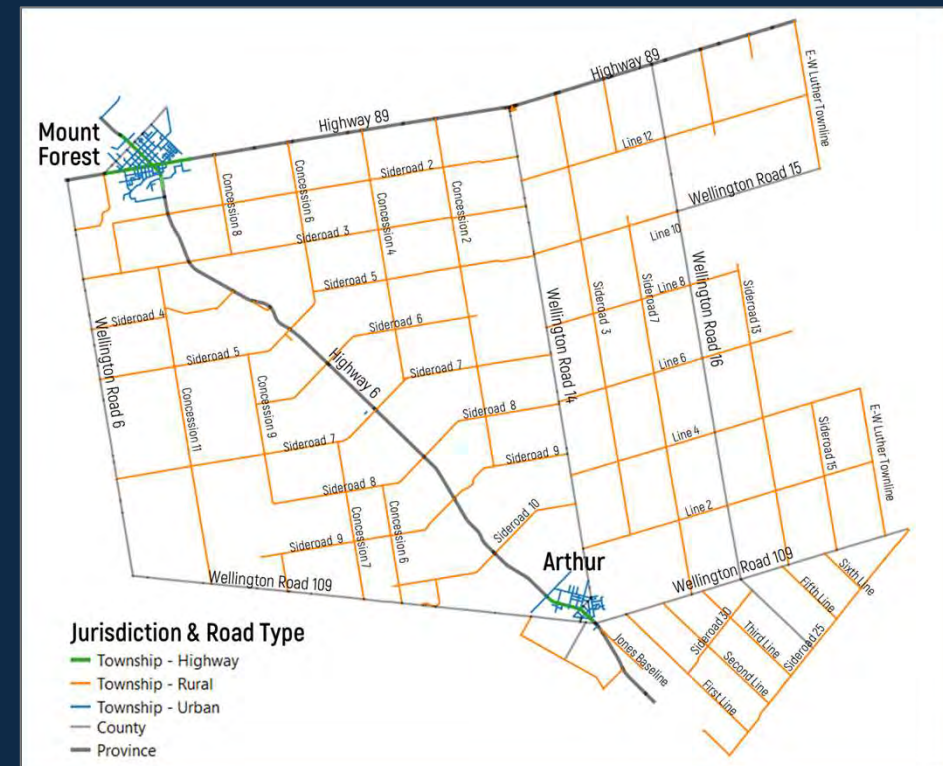 Highway 89
E-W Luther Townline
Highway 89
Mount
Forest
Line 12
Sideroad 2
Wellington Road 15
Concession 8
Concession 6
Concession 4
Concession 2
Sideroad 3
Line 10
Sideroad 5
Wellington Road 14
Sideroad 3
Sideroad 7
Line 8
Wellington Road 16
Sideroad 13
Sideroad 4
Wellington Road 6
Sideroad 6
Sideroad 5
Highway 6
Sideroad 7
Line 6
Concession 11
Concession 9
Sideroad 8
Sideroad 7
Line 4
Sideroad 15
E-W Luther Townline
Sideroad 9
Sideroad 8
Concession 7
Concession 6
Sideroad 10
Line 2
Sideroad 9
Arthur
Wellington Road 109
Wellington Road 109
Sixth Line
Fifth Line
Sideroad 30
Third Line
Sideroad 25
Jones Baseline
Second Line
First Line
Jurisdiction & Road Type
Township - Highway
Township - Rural
Township - Urban
County
Province